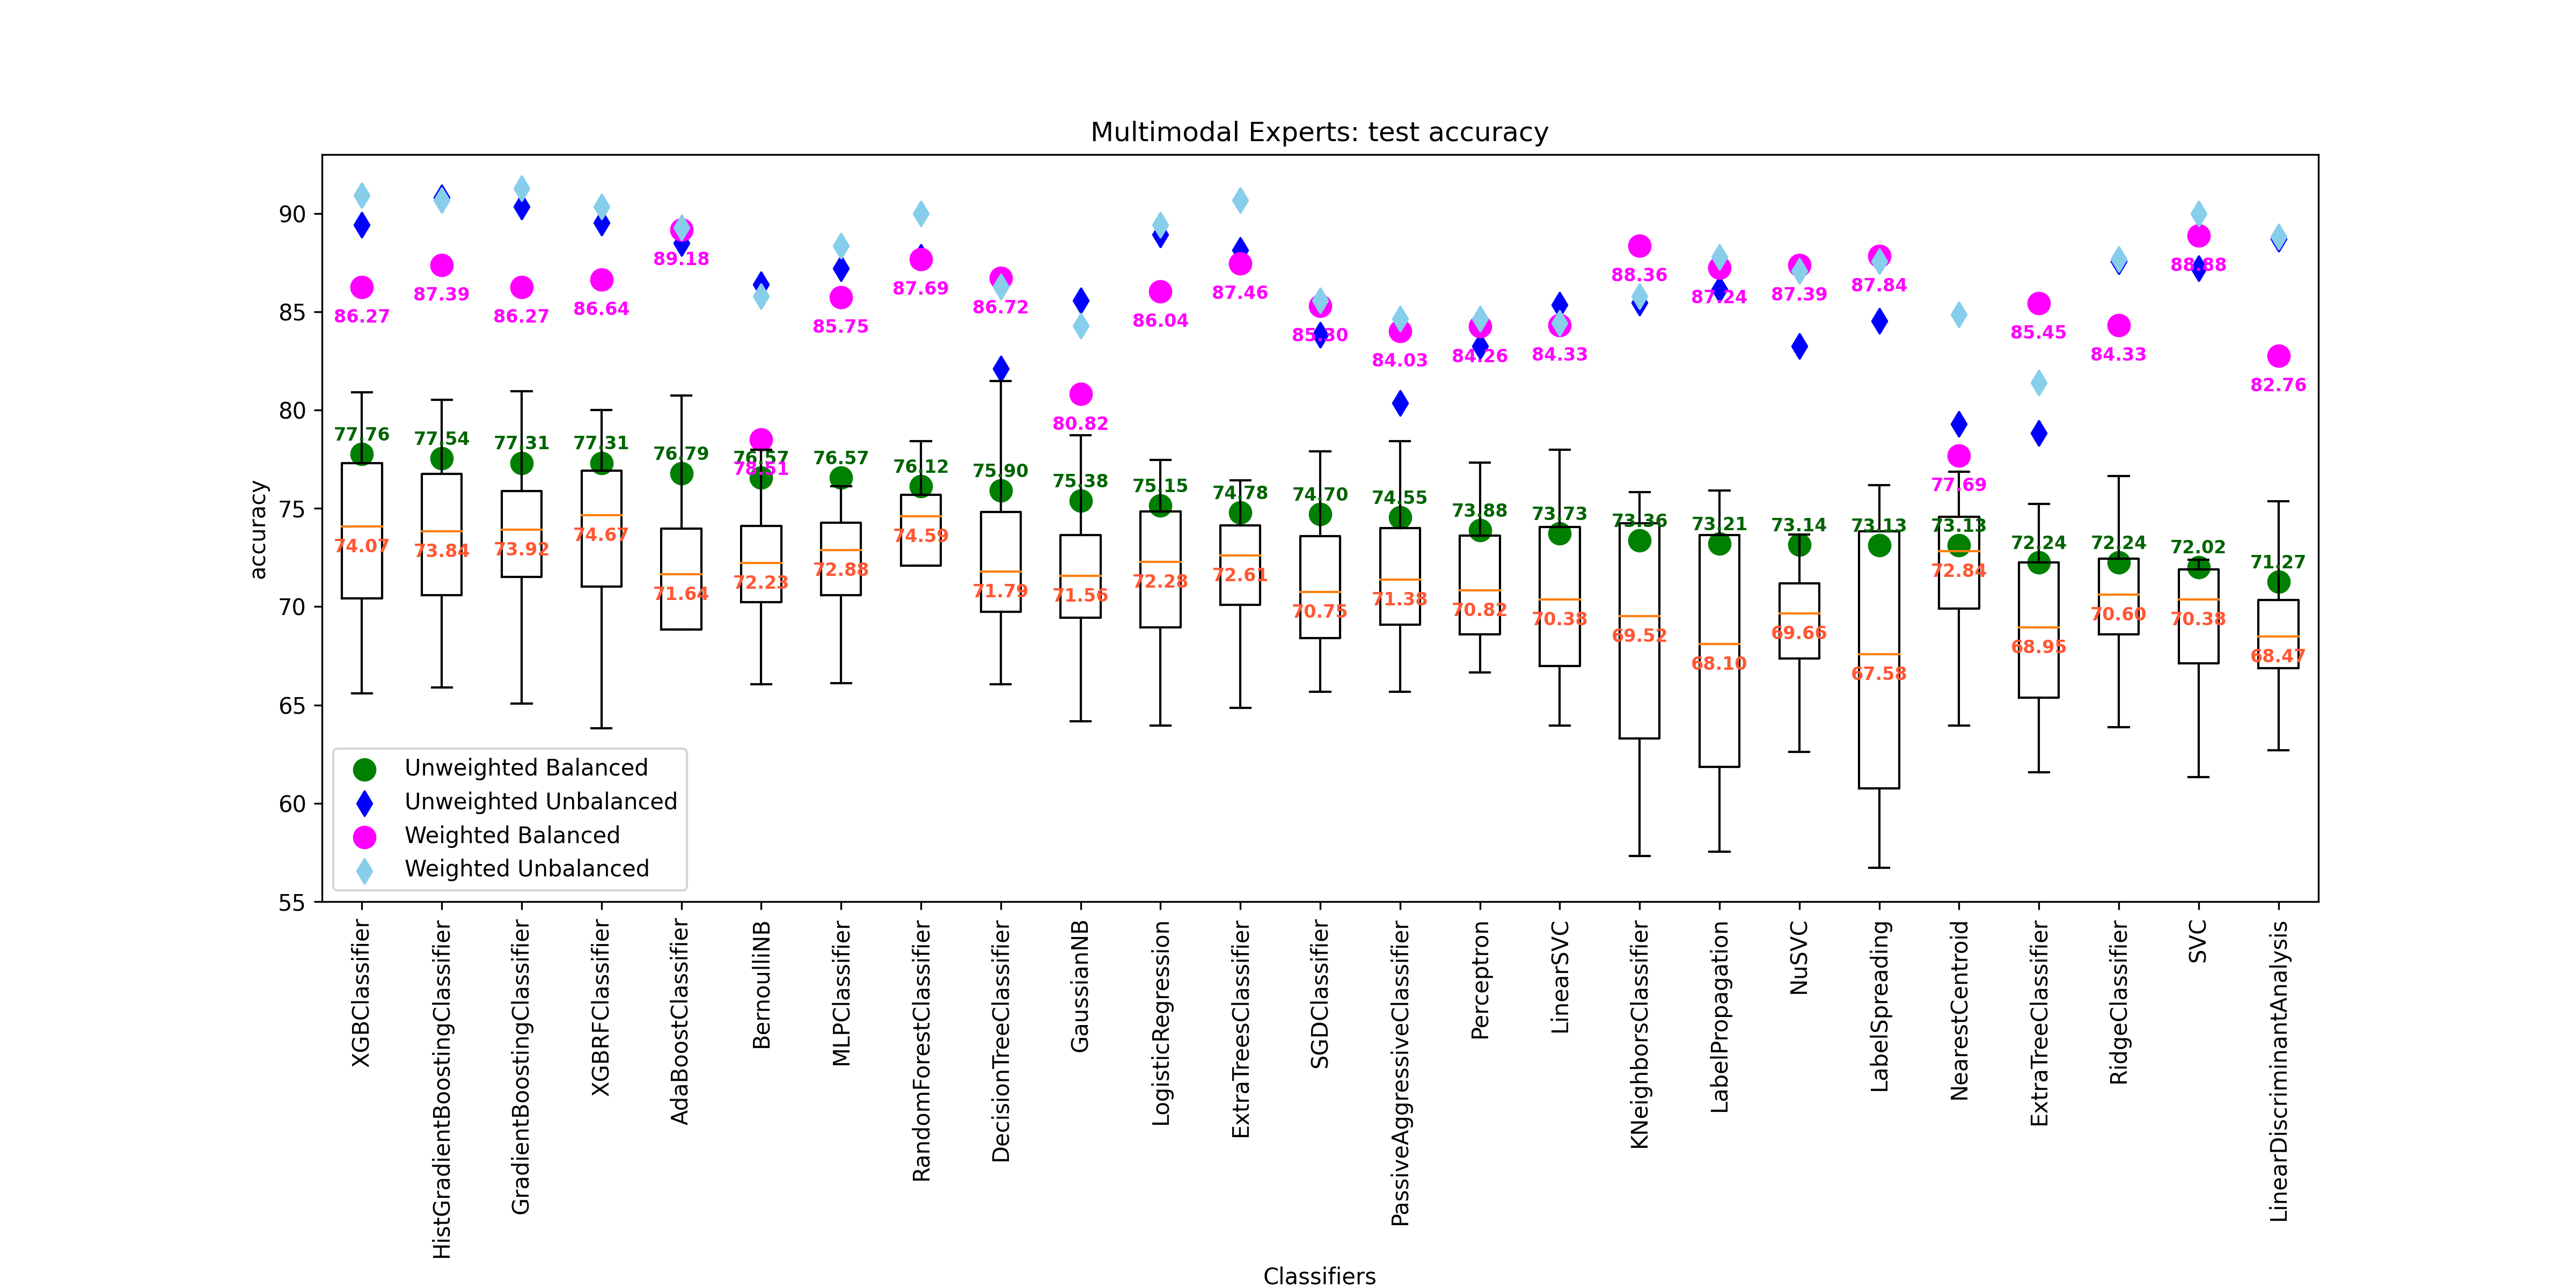 Multimodal Experts: test accuracy
accuracy
90
85
80
75
70
65
60
55
89.18
86.27
87.39
86.27
86.64
85.75
87.69
86.72
80.82
86.04
87.46
85.30
84.03
84.26
84.33
88.36
87.24
87.39
87.84
77.69
85.45
84.33
88.88
82.76
78.51
77.76
77.54
77.31
77.31
76.79
76.57
76.57
76.12
75.90
75.38
75.15
74.78
74.70
74.55
73.88
73.73
73.36
73.21
73.14
73.13
73.13
72.24
72.24
72.02
71.27
74.07
73.84
73.92
74.67
71.64
72.23
72.88
74.59
71.79
71.56
72.28
72.61
70.75
71.38
70.82
70.38
69.52
68.10
69.66
67.58
72.84
68.95
70.60
70.38
68.47
Unweighted Balanced
Unweighted Unbalanced
Weighted Balanced
Weighted Unbalanced
XGBClassifier
HistGradientBoostingClassifier
GradientBoostingClassifier
XGBRFClassifier
AdaBoostClassifier
BernoulliNB
MLPClassifier
RandomForestClassifier
DecisionTreeClassifier
GaussianNB
LogisticRegression
ExtraTreesClassifier
SGDClassifier
PassiveAggressiveClassifier
Perceptron
LinearSVC
KNeighborsClassifier
LabelPropagation
NuSVC
LabelSpreading
NearestCentroid
ExtraTreeClassifier
RidgeClassifier
SVC
LinearDiscriminantAnalysis
Classifiers